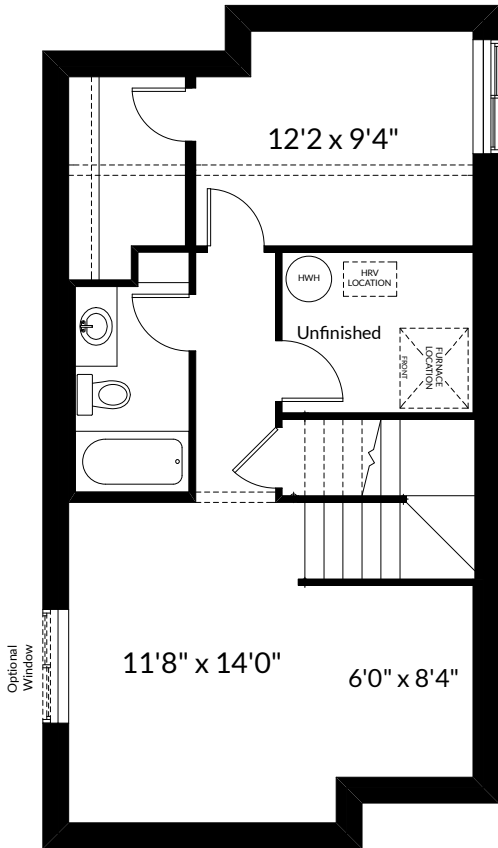 12'2 x 9'4"
HWH
HRV
LOCATION
Unfinished
FURNACE
LOCATION
FRONT
Optional
Window
11'8" x 14'0"
6'0" x 8'4"